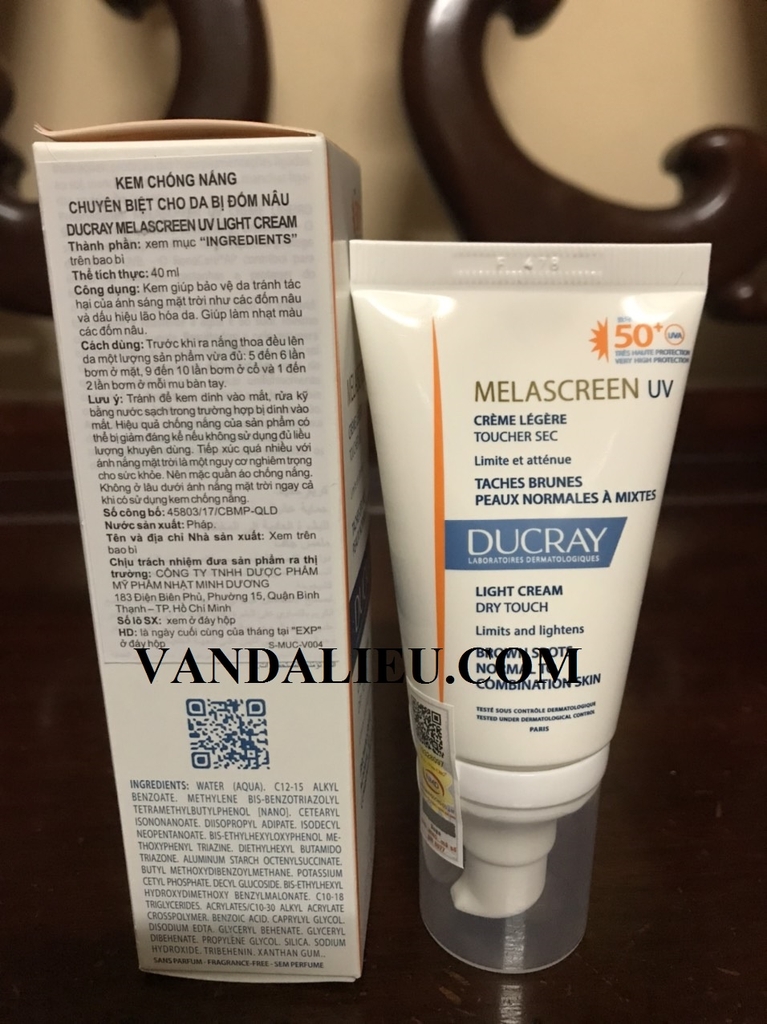 KEM CHỐNG NẮNG
CHUYÊN BIỆT CHO DA BỊ ĐỐM NÂU
DUCRAY MELASCREEN UV LIGHT CREAM
Thành phần: xem mục "INGREDIENTS"
trên bao bì
Thể tích thực: 40 ml
Công dụng: Kem giúp bảo vệ da tránh tác
hại của ánh sáng mặt trời như các đốm nâu
và dấu hiệu lão hóa da. Giúp làm nhạt màu
các đốm nâu.
Cách dùng: Trước khi ra nắng thoa đều lên
da một lượng sản phẩm vừa đủ: 5 đến 6 lần
bơm ở mặt, 9 đến 10 lần bơm ở cổ và 1 đến
2 lần bơm ở mỗi mu bàn tay.
Lưu ý: Tránh để kem dính vào mắt, rửa kỹ
bằng nước sạch trong trường hợp bị dính vào
mắt. Hiệu quả chống nắng của sản phẩm có
thể bị giảm đáng kể nếu không sử dụng đủ liều
lượng khuyên dùng. Tiếp xúc quá nhiều với
ánh nắng mặt trời là một nguy cơ nghiêm trọng
cho sức khỏe. Nên mặc quần áo chống nắng.
Không ở lâu dưới ánh nắng mặt trời ngay cả
khi có sử dụng kem chống nắng.
Số công bố: 45803/17/CBMP-QLD
Nước sản xuất: Pháp.
Tên và địa chỉ Nhà sản xuất: Xem trên
bao bì
Chịu trách nhiệm đưa sản phẩm ra thị
trường: CÔNG TY TNHH DƯỢC PHẨM
MỸ PHẨM NHẬT MINH DƯƠNG
183 Điện Biên Phủ, Phường 15, Quận Bình
Thạnh – TP. Hồ Chí Minh
Số lô SX: xem ở đáy hộp
HD: là ngày cuối cùng của tháng tại "EXP"
ở đáy hộp
S-MUC-V004
INGREDIENTS: WATER (AQUA). C12-15 ALKYL
BENZOATE. METHYLENE BIS-BENZOTRIAZOLYL
TETRAMETHYLBUTYLPHENOL [NANO]. CETEARYL
ISONONANOATE. DIISOPROPYL ADIPATE. ISODECYL
NEOPENTANOATE. BIS-ETHYLHEXYLOXYPHENOL ME-
THOXYPHENYL TRIAZINE. DIETHYLHEXYL BUTAMIDO
TRIAZONE. ALUMINUM STARCH OCTENYLSUCCINATE.
BUTYL METHOXYDIBENZOYLMETHANE. POTASSIUM
CETYL PHOSPHATE. DECYL GLUCOSIDE. BIS-ETHYLHEXYL
HYDROXYDIMETHOXY BENZYLMALONATE. C10-18
TRIGLYCERIDES. ACRYLATES/C10-30 ALKYL ACRYLATE
CROSSPOLYMER. BENZOIC ACID. CAPRYLYL GLYCOL.
DISODIUM EDTA. GLYCERYL BEHENATE. GLYCERYL
DIBEHENATE. PROPYLENE GLYCOL. SILICA. SODIUM
HYDROXIDE. TRIBEHENIN. XANTHAN GUM..
SANS PARFUM - FRAGRANCE-FREE - SEM PERFUME
50+ UVA
TRÈS HAUTE PROTECTION
VERY HIGH PROTECTION
MELASCREEN UV
CRÈME LÉGÈRE
TOUCHER SEC
Limite et atténue
TACHES BRUNES
PEAUX NORMALES À MIXTES
DUCRAY
LABORATOIRES DERMATOLOGIQUES
LIGHT CREAM
DRY TOUCH
Limits and lightens
BROWN SPOTS
NORMAL TO
COMBINATION SKIN
TESTÉ SOUS CONTRÔLE DERMATOLOGIQUE
TESTED UNDER DERMATOLOGICAL CONTROL
PARIS
VANDALIEU.COM